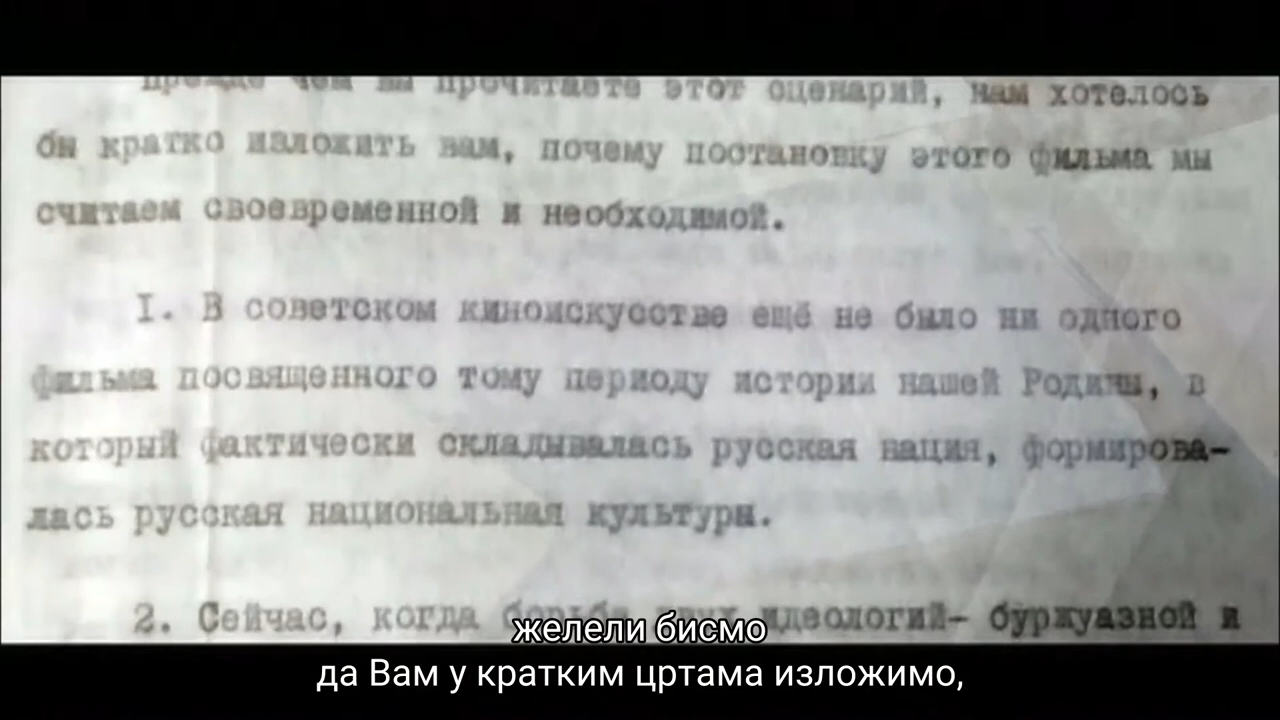 прежде чем вы прочитаете этот сценарий, нам хотелось
бы кратко изложить вам, почему постановку этого фильма мы
считаем своевременной и необходимой.
I. В советском киноискусстве ещё не было ни одного
фильма посвященного тому периоду истории нашей Родины, в
который фактически складывалась русская нация, формирова-
лась русская национальная культуры.
2. Сейчас, когда борьба двух идеологий- буржуазной и
желели бисмо
да Вам у кратким цртама изложимо,